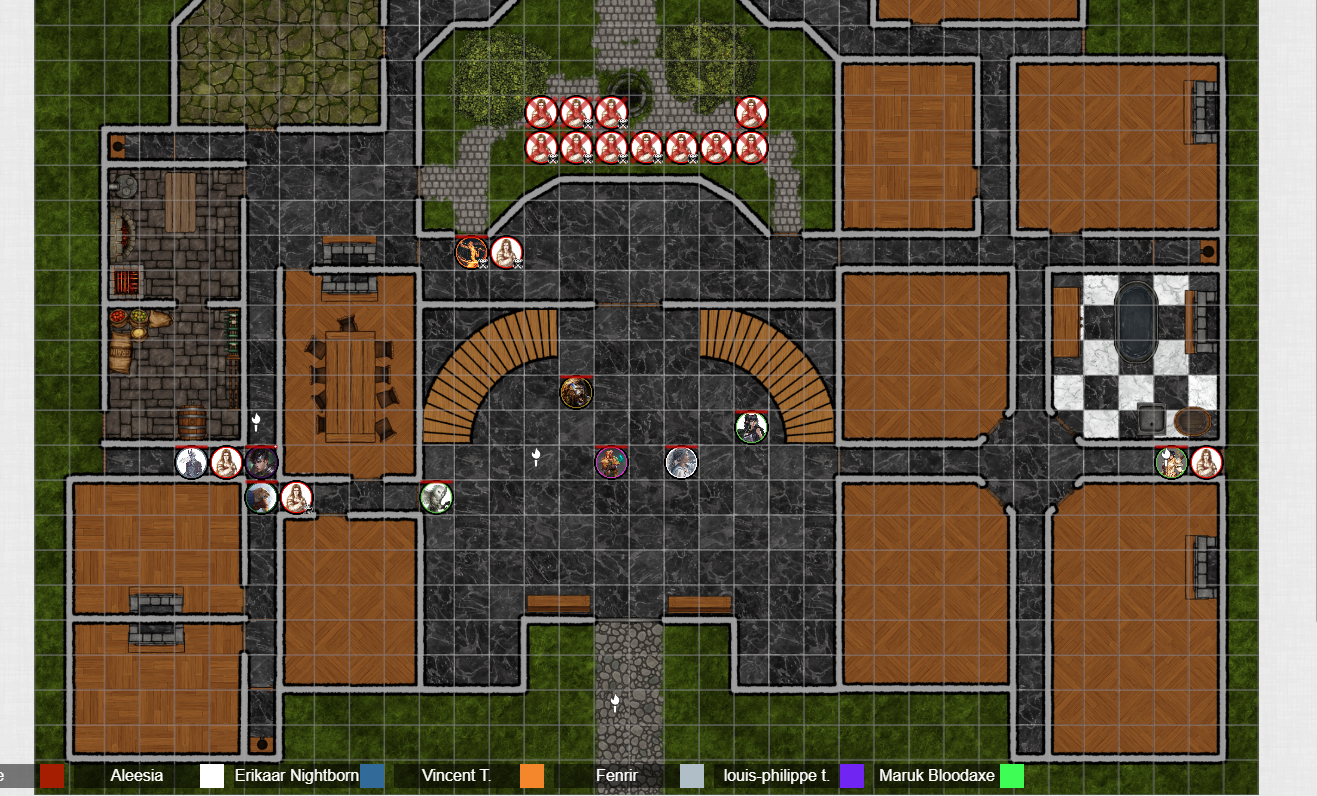 e
Aleesia
Erikaar Nightborn
Vincent T.
Fenrir
louis-philippe t.
Maruk Bloodaxe